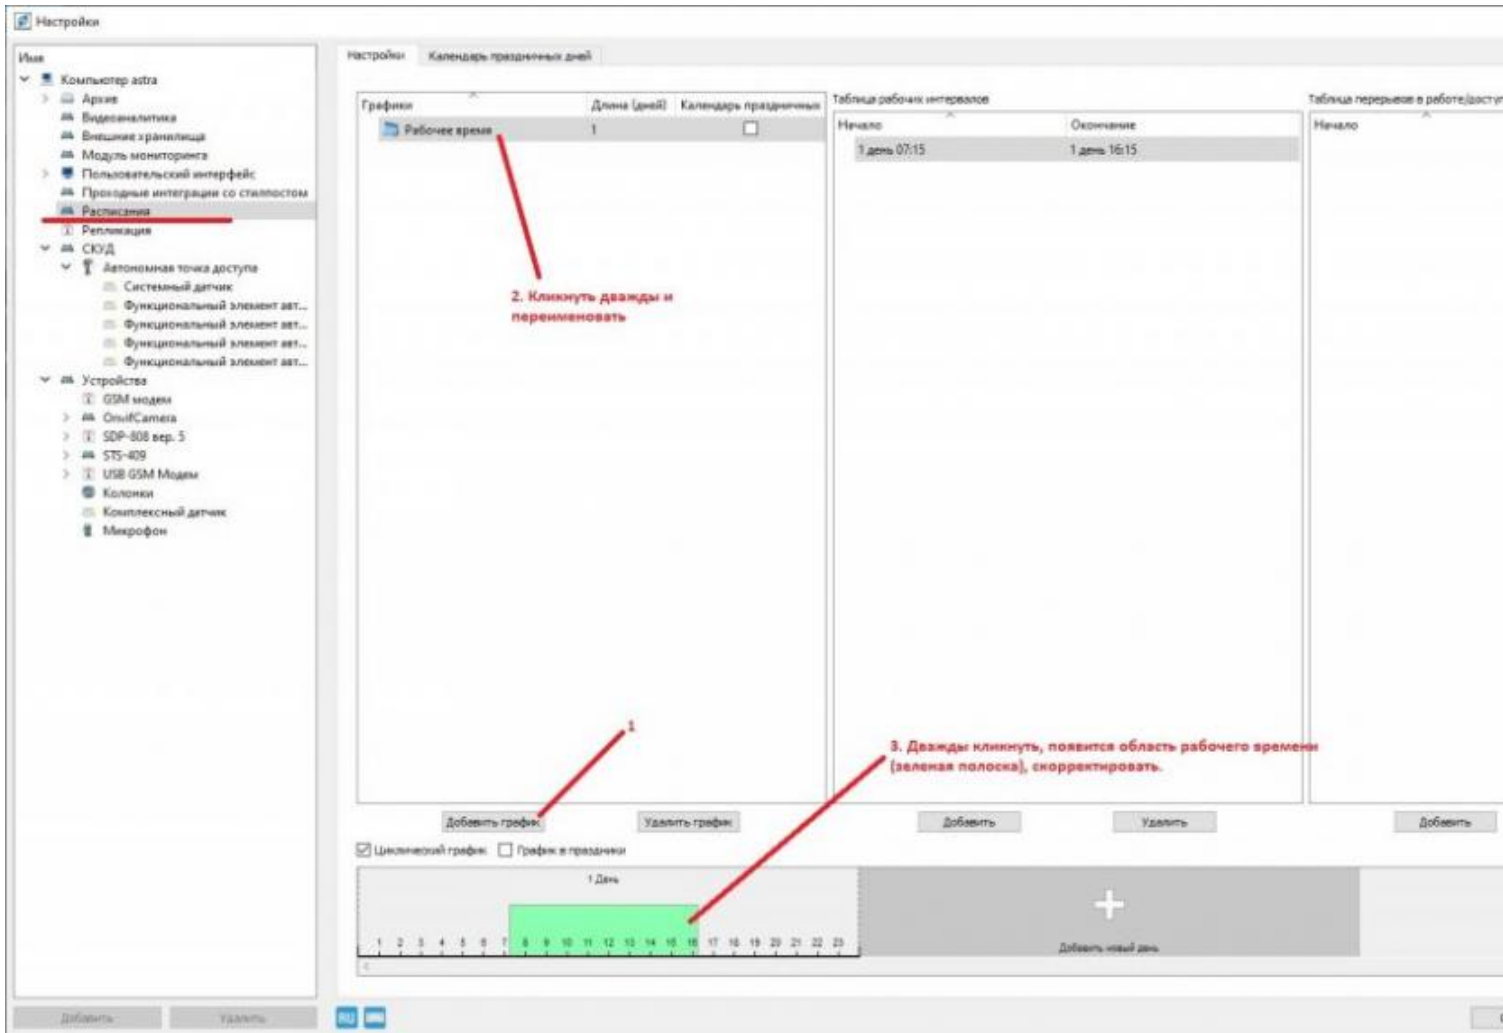 Настройки
Имя
Компьютер astra
Архив
Видеоаналитика
Внешние хранилища
Модуль мониторинга
Пользовательский интерфейс
Проходные интеграции со стилпостом
Расписания
Репликация
СКУД
Автономная точка доступа
Системный датчик
Функциональный элемент авт...
Функциональный элемент авт...
Функциональный элемент авт...
Функциональный элемент авт...
Устройства
GSM модем
OnvifCamera
SDP-808 вер. 5
STS-409
USB GSM Модем
Колонки
Комплексный датчик
Микрофон
Добавить Удалить
Настройки Календарь праздничных дней
Графики Длина (дней) Календарь праздничных
Рабочее время 1
2. Кликнуть дважды и
переименовать
1
Добавить график Удалить график
Таблица рабочих интервалов
Начало Окончание
1 день 07:15 1 день 16:15
3. Дважды кликнуть, появится область рабочего времени
(зеленая полоска), скорректировать.
Добавить Удалить
Таблица перерывов в работе/доступ
Начало
Добавить
Циклический график График в праздники
1 День
1 2 3 4 5 6 7 8 9 10 11 12 13 14 15 16 17 18 19 20 21 22 23
Добавить новый день
RU